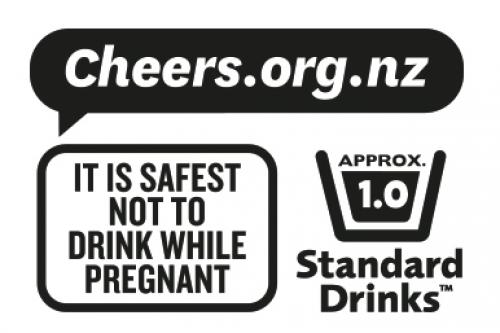 Cheers.org.nz
IT IS SAFEST
NOT TO
DRINK WHILE
PREGNANT
APPROX.
1.0
Standard
Drinks™